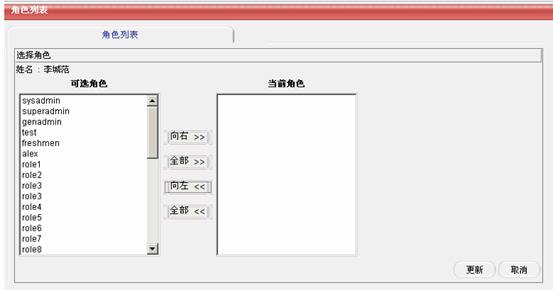 角色列表
角色列表
选择角色
姓名 : 李城范
可选角色 当前角色
sysadmin
superadmin
genadmin
test
freshmen
alex
role1
role2
role3
role3
role4
role5
role6
role7
role8
向右 >>
全部 >>
向左 <<
全部 <<
更新 取消